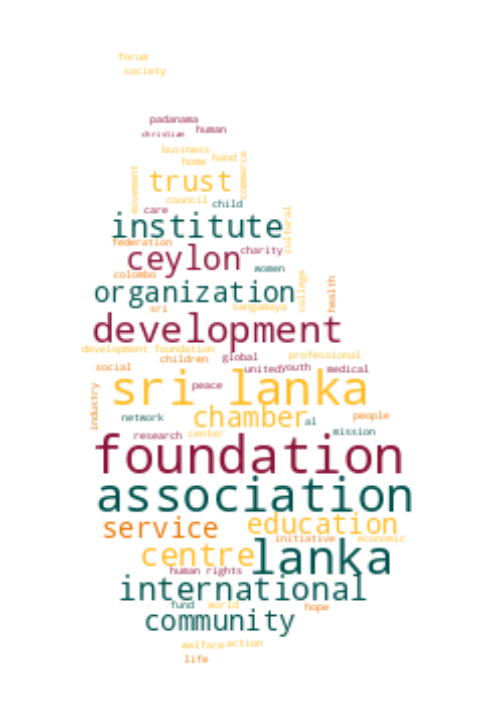 forum
society
padanama
christian human
business
home hand
commerce
movement
trust
council child
care
cultural
institute
federation
ceylon charity
women
colombo
college
health
organization
sri sangamaya
development
development foundation
global professional
children
social united youth medical
peace
sri lanka
industry
network chamber al people
mission
research center
foundation
association
service education
initiative economic
centre lanka
human rights
international
fund world hope
community
welfare action
life